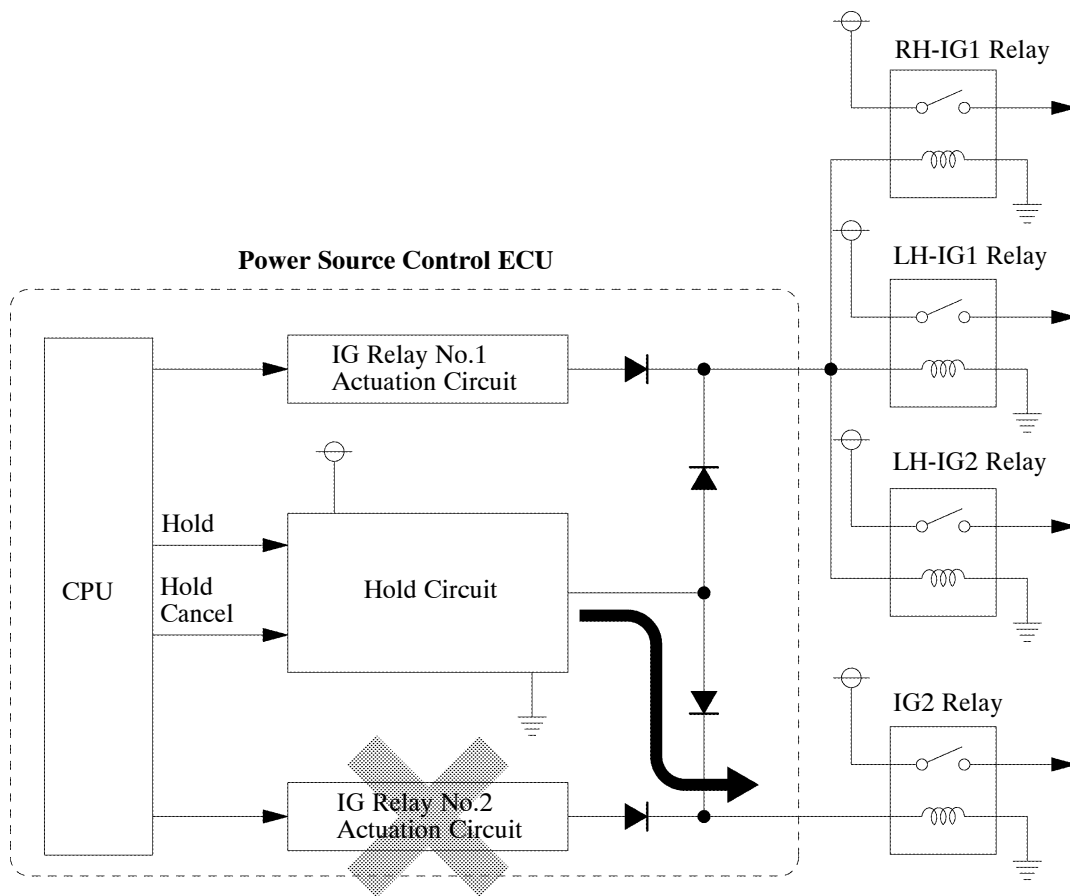 RH-IG1 Relay
LH-IG1 Relay
Power Source Control ECU
IG Relay No.1
Actuation Circuit
LH-IG2 Relay
Hold
CPU
Hold
Cancel
Hold Circuit
IG2 Relay
IG Relay No.2
Actuation Circuit